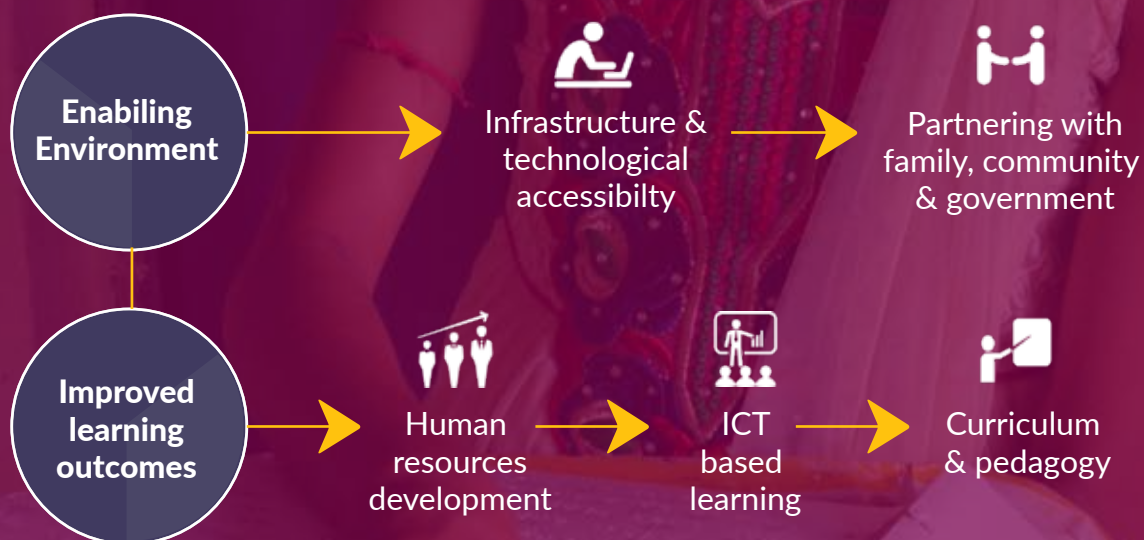 Enabiling
Environment
Infrastructure &
technological
accessibilty
Partnering with
family, community
& government
Improved
learning
outcomes
Human
resources
development
ICT
based
learning
Curriculum
& pedagogy